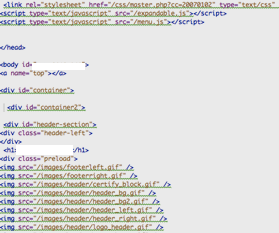 <link rel="stylesheet" href="/css/master.php?cc=20070102" type="text/css"
<script type="text/javascript" src="/expandable.js"></script>
<script type="text/javascript" src="/menu.js"></script>
</head>
<body id="
<a name="top"></a>
<div id="container">
<div id="container2">
<div id="header-section">
<div class="header-left">
</div>
<h1: /h1>
<div class="preload">
<img src="/images/footerleft.gif" />
<img src="/images/footerright.gif" />
<img src="/images/header/certify_block.gif" />
<img src="/images/header/header_bg.gif" />
<img src="/images/header/header_bg2.gif" />
<img src="/images/header/header_left.gif" />
<img src="/images/header/header_right.gif" />
<img src="/images/header/logo_header.gif" />